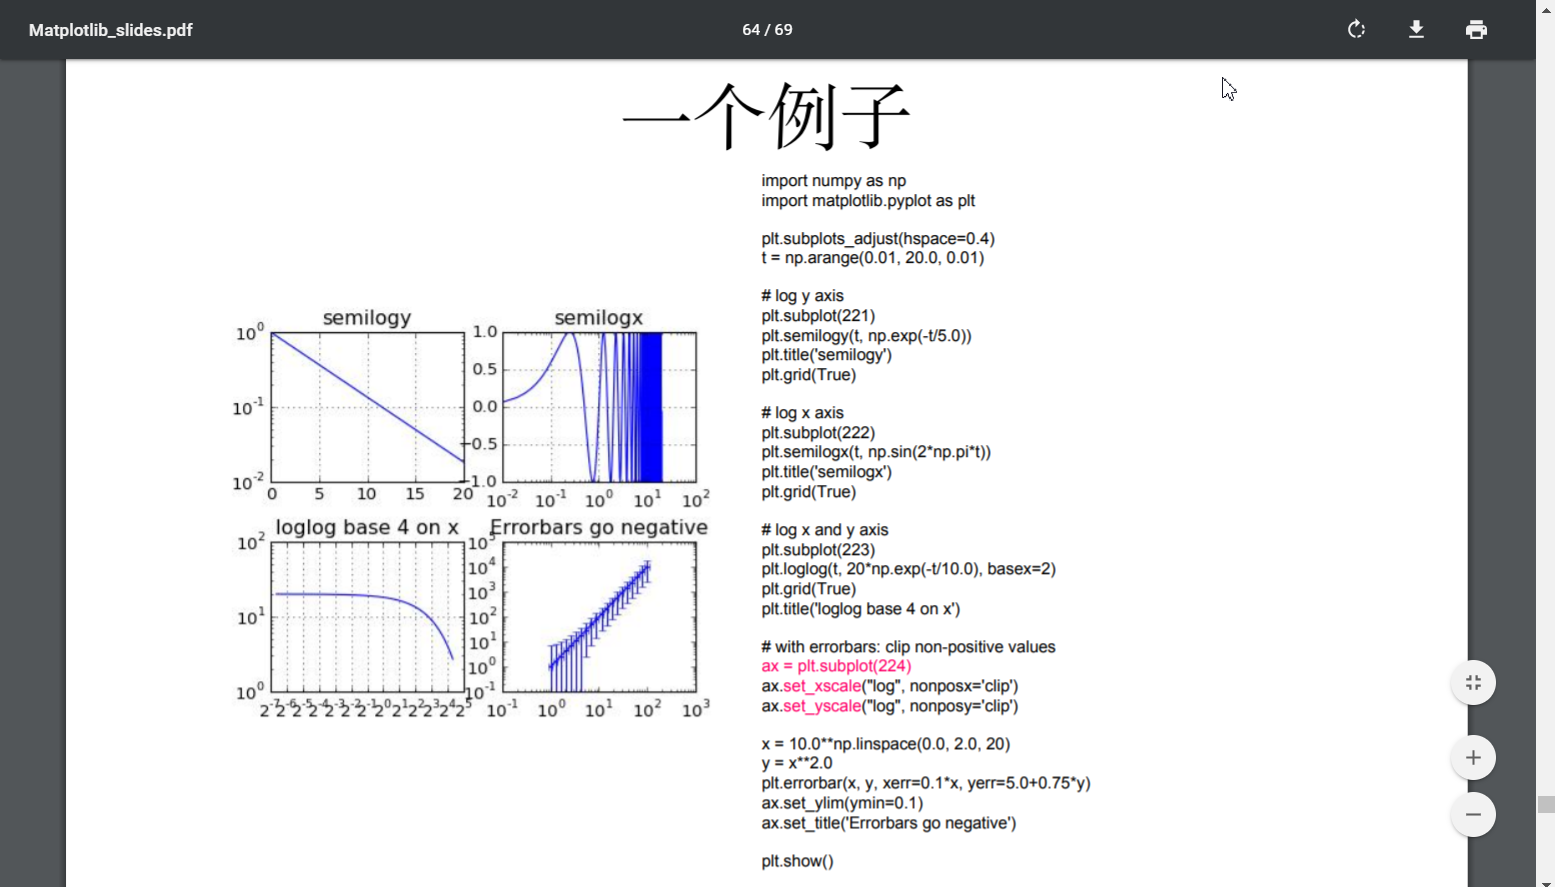 Matplotlib_slides.pdf
64 / 69
一个例子
import numpy as np
import matplotlib.pyplot as plt
plt.subplots_adjust(hspace=0.4)
t = np.arange(0.01, 20.0, 0.01)
# log y axis
plt.subplot(221)
plt.semilogy(t, np.exp(-t/5.0))
plt.title('semilogy')
plt.grid(True)
# log x axis
plt.subplot(222)
plt.semilogx(t, np.sin(2*np.pi*t))
plt.title('semilogx')
plt.grid(True)
# log x and y axis
plt.subplot(223)
plt.loglog(t, 20*np.exp(-t/10.0), basex=2)
plt.grid(True)
plt.title('loglog base 4 on x')
# with errorbars: clip non-positive values
ax = plt.subplot(224)
ax.set_xscale("log", nonposx='clip')
ax.set_yscale("log", nonposy='clip')
x = 10.0**np.linspace(0.0, 2.0, 20)
y = x**2.0
plt.errorbar(x, y, xerr=0.1*x, yerr=5.0+0.75*y)
ax.set_ylim(ymin=0.1)
ax.set_title('Errorbars go negative')
plt.show()
semilogy
10^0
10^-1
10^-2
0 5 10 15 20
semilogx
1.0
0.5
0.0
−0.5
−1.0
10^-2 10^-1 10^0 10^1 10^2
loglog base 4 on x
10^2
10^1
10^0
2^-7 2^-6 2^-5 2^-4 2^-3 2^-2 2^-1 2^0 2^1 2^2 2^3 2^4 2^5
Errorbars go negative
10^5
10^4
10^3
10^2
10^1
10^0
10^-1
10^-1 10^0 10^1 10^2 10^3